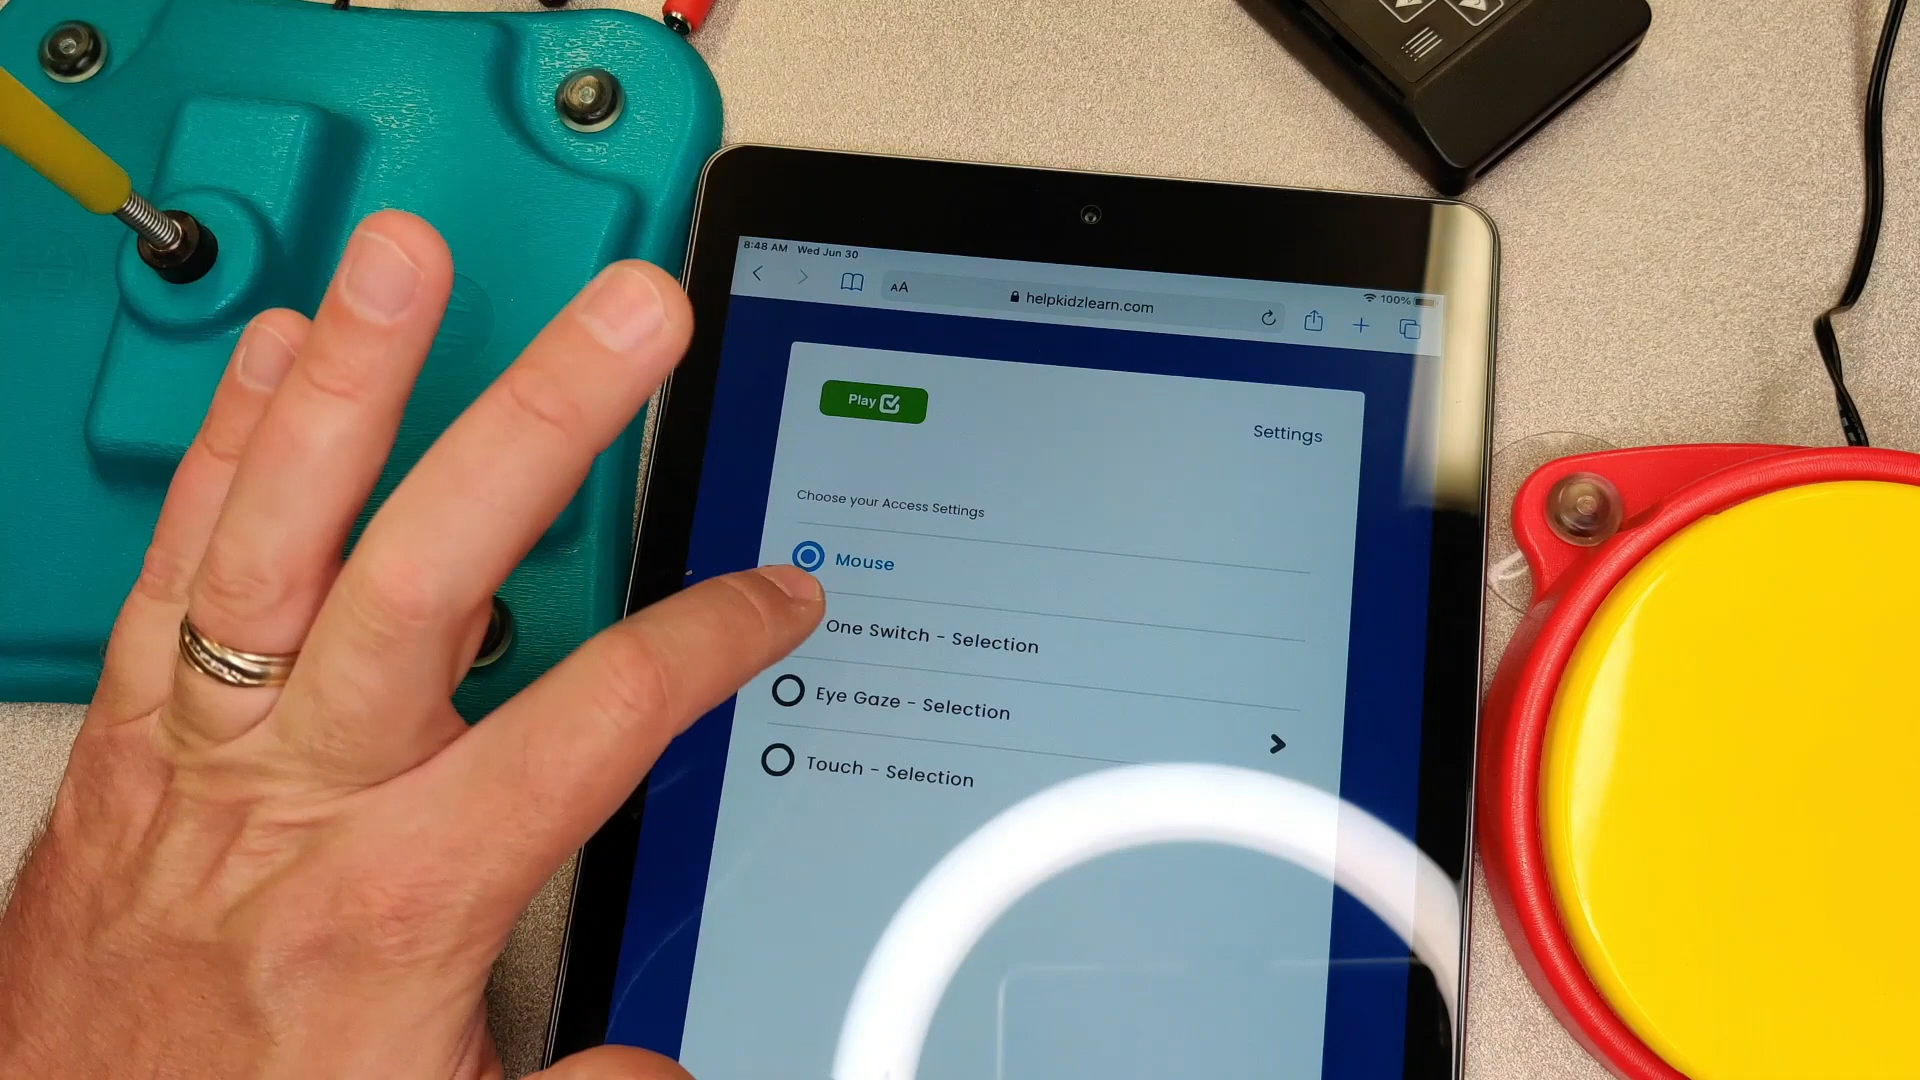 8:48 AM Wed Jun 30
100%
AA
helpkidzlearn.com
Play
Settings
Choose your Access Settings
Mouse
One Switch - Selection
Eye Gaze - Selection
Touch - Selection